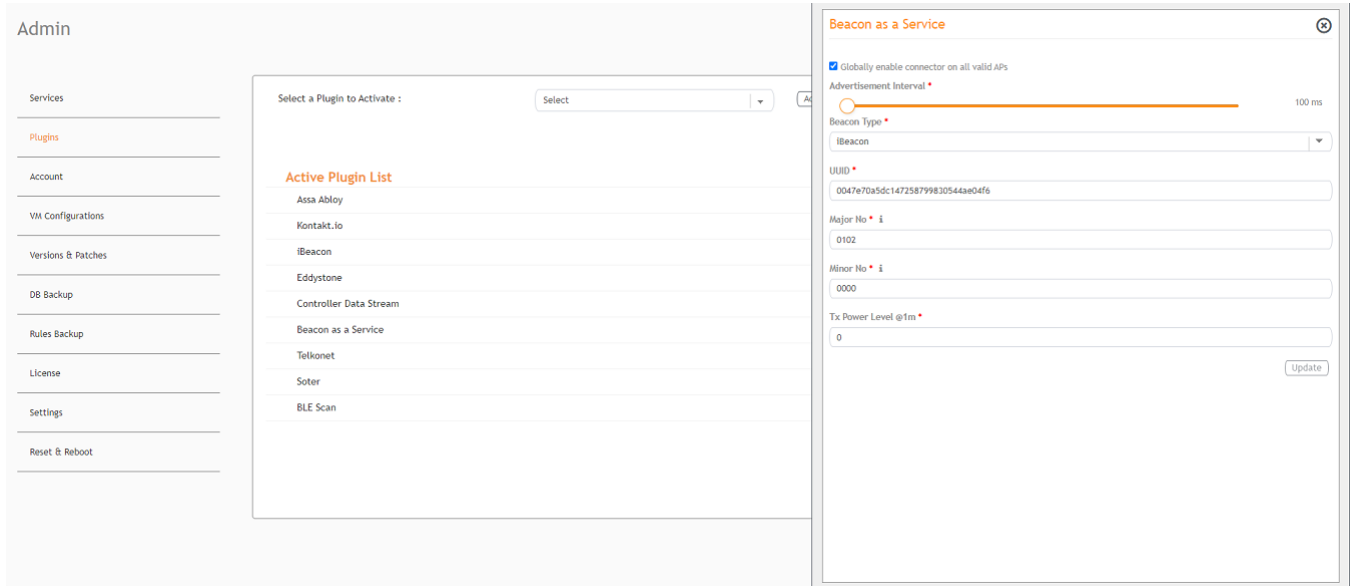 Admin
Services
Plugins
Account
VM Configurations
Versions & Patches
DB Backup
Rules Backup
License
Settings
Reset & Reboot
Select a Plugin to Activate :
Select
Active Plugin List
Assa Abloy
Kontakt.io
iBeacon
Eddystone
Controller Data Stream
Beacon as a Service
Telkonet
Soter
BLE Scan
Beacon as a Service
Globally enable connector on all valid APs
Advertisement Interval *
100 ms
Beacon Type *
iBeacon
UUID *
0047e70a5dc147258799830544ae04f6
Major No * i
0102
Minor No * i
0000
Tx Power Level @1m *
0
Update